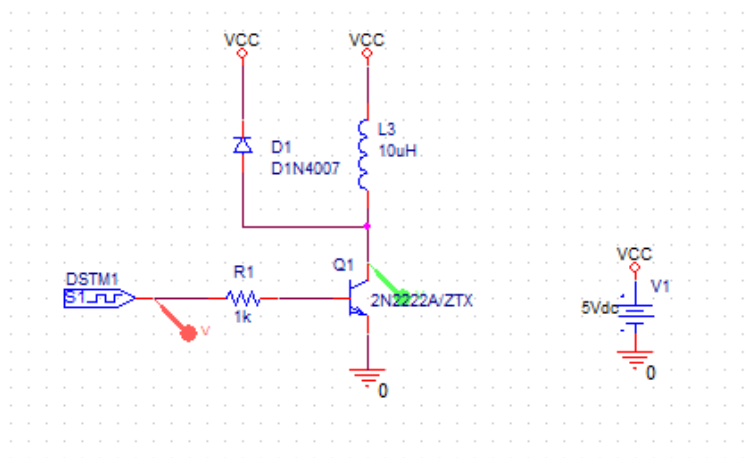 VCC
VCC
D1
D1N4007
L3
10uH
DSTM1
S1
R1
1k
V
Q1
2N2222A/ZTX
0
VCC
V1
5Vdc
0